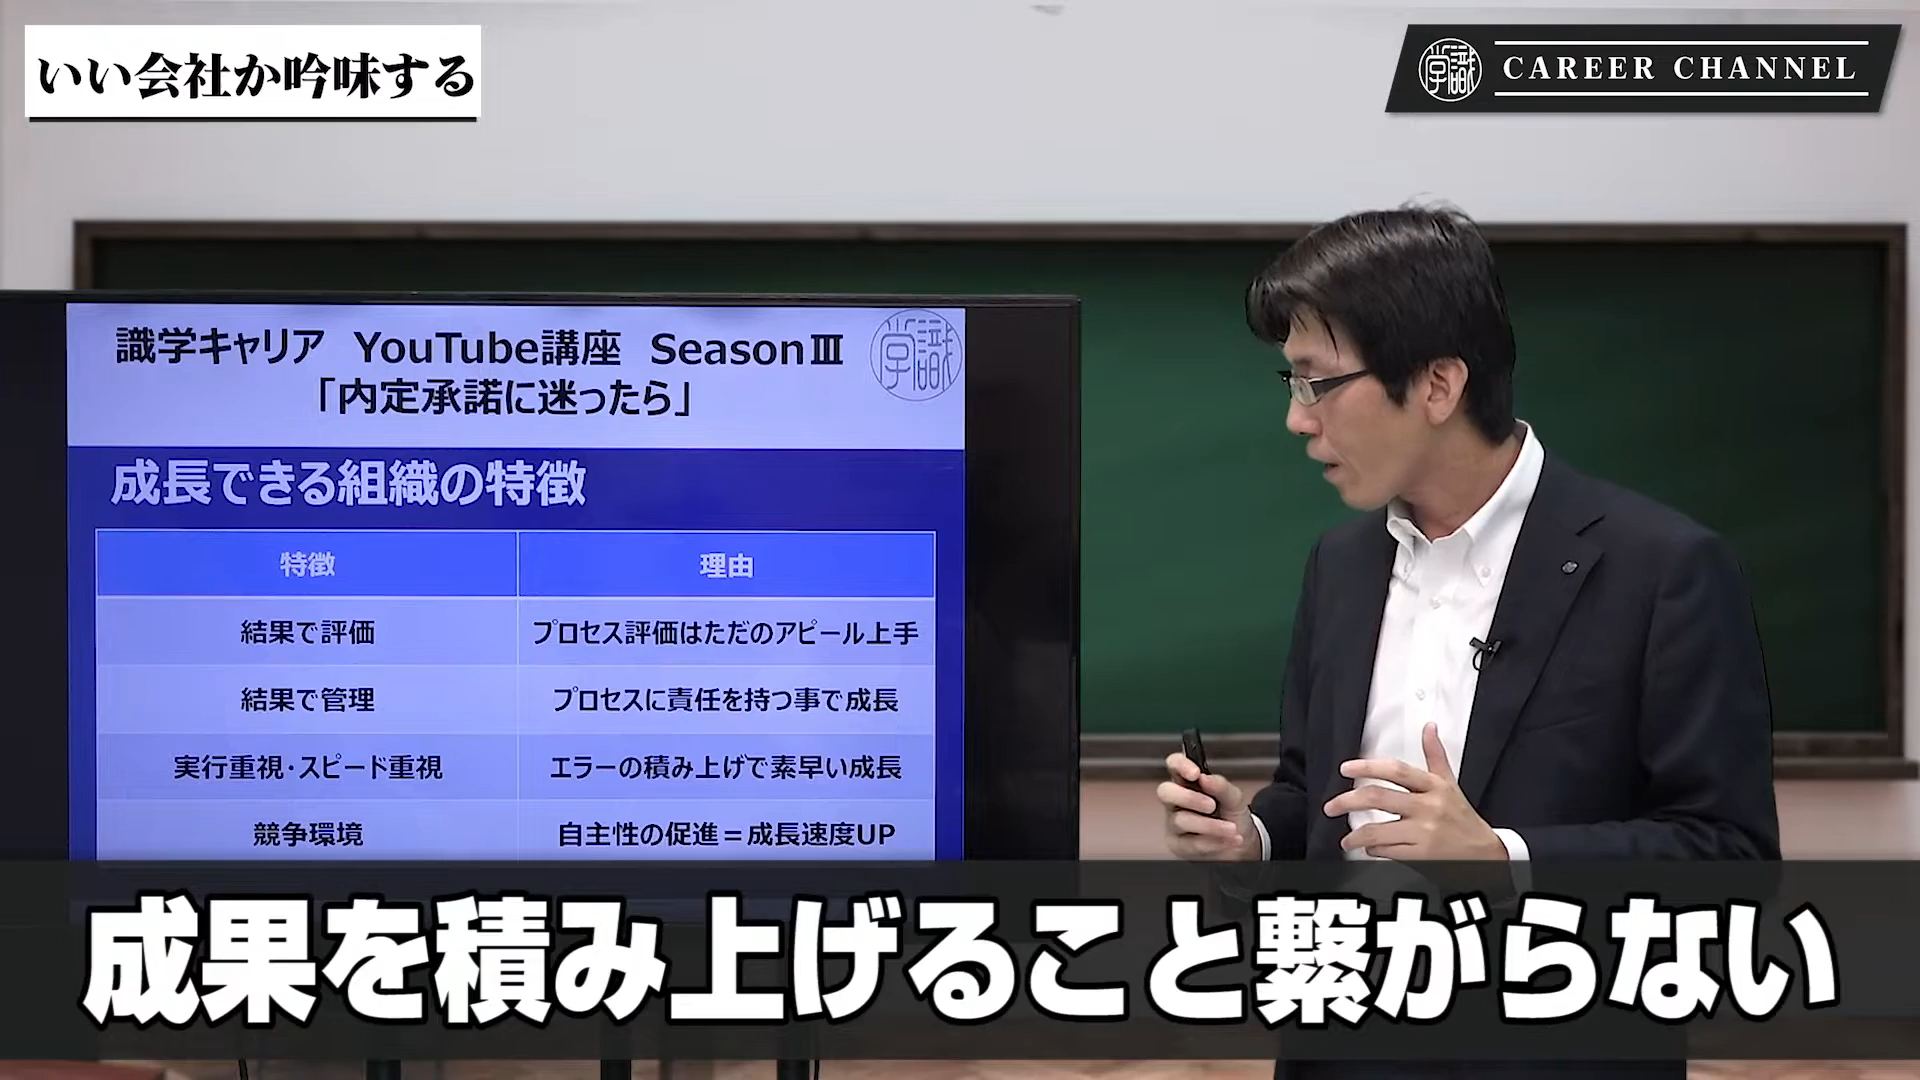 いい会社か吟味する
学識 CAREER CHANNEL
識学キャリア YouTube講座 SeasonⅢ
「内定承諾に迷ったら」
学識
成長できる組織の特徴
特徴 理由
結果で評価 プロセス評価はただのアピール上手
結果で管理 プロセスに責任を持つ事で成長
実行重視・スピード重視 エラーの積み上げで素早い成長
競争環境 自主性の促進＝成長速度UP
成果を積み上げること繋がらない